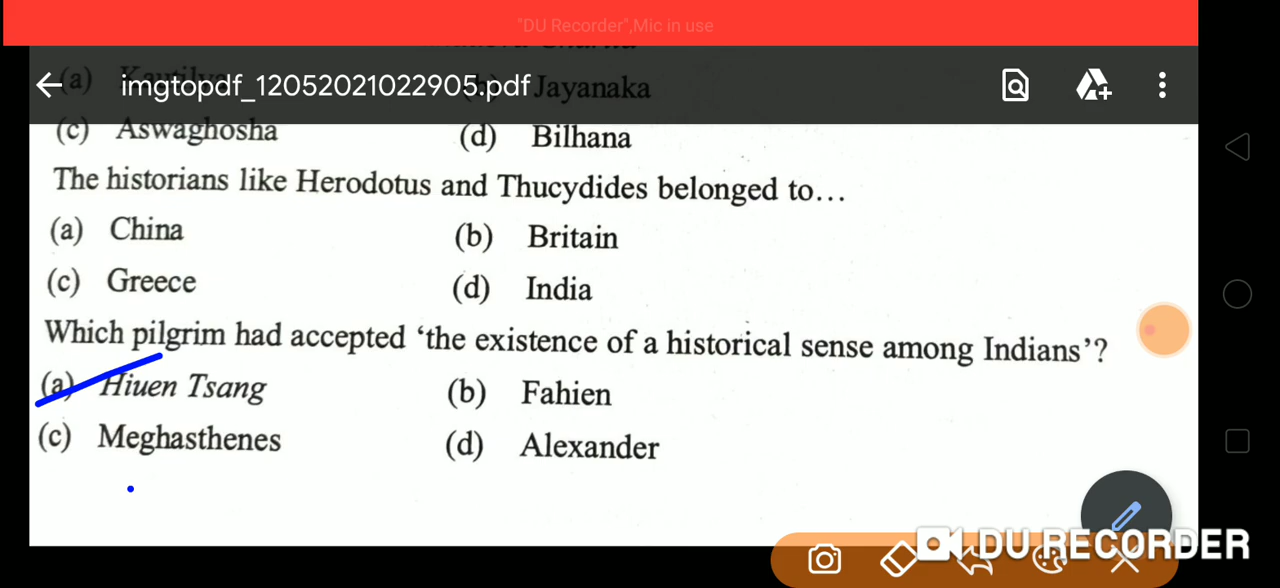 "DU Recorder",Mic in use
imgtopdf_12052021022905.pdf
(a) Kautilya (b) Jayanaka
(c) Aswaghosha (d) Bilhana
The historians like Herodotus and Thucydides belonged to...
(a) China (b) Britain
(c) Greece (d) India
Which pilgrim had accepted ‘the existence of a historical sense among Indians’?
(a) Hiuen Tsang (b) Fahien
(c) Meghasthenes (d) Alexander
DU RECORDER